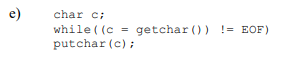 e) char c;
while((c = getchar()) != EOF)
putchar(c);